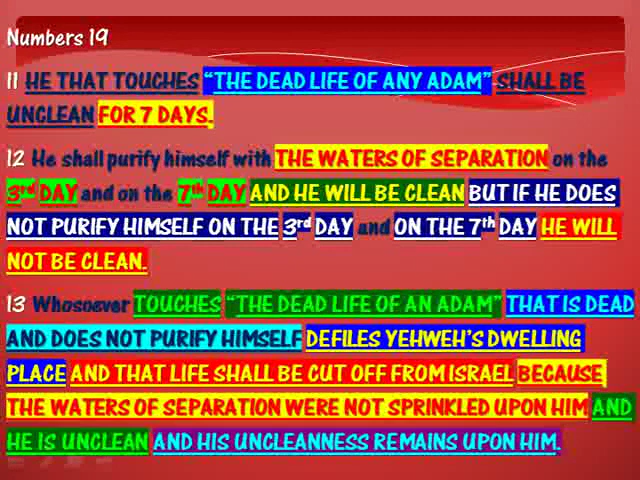 Numbers 19
11 HE THAT TOUCHES “THE DEAD LIFE OF ANY ADAM” SHALL BE
UNCLEAN FOR 7 DAYS.
12 He shall purify himself with THE WATERS OF SEPARATION on the
3rd DAY and on the 7th DAY AND HE WILL BE CLEAN BUT IF HE DOES
NOT PURIFY HIMSELF ON THE 3rd DAY and ON THE 7th DAY HE WILL
NOT BE CLEAN.
13 Whosoever TOUCHES “THE DEAD LIFE OF AN ADAM” THAT IS DEAD
AND DOES NOT PURIFY HIMSELF DEFILES YEHWEH’S DWELLING
PLACE AND THAT LIFE SHALL BE CUT OFF FROM ISRAEL BECAUSE
THE WATERS OF SEPARATION WERE NOT SPRINKLED UPON HIM AND
HE IS UNCLEAN AND HIS UNCLEANNESS REMAINS UPON HIM.